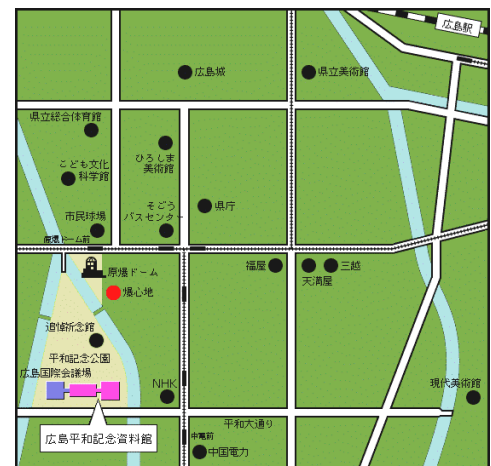 広島駅
広島城
県立美術館
県立総合体育館
ひろしま
美術館
こども文化
科学館
県庁
そごう
バスセンター
市民球場
原爆ドーム前
原爆ドーム
福屋
三越
天満屋
爆心地
追悼祈念館
平和記念公園
広島国際会議場
NHK
現代美術館
平和大通り
広島平和記念資料館
中電前
中国電力